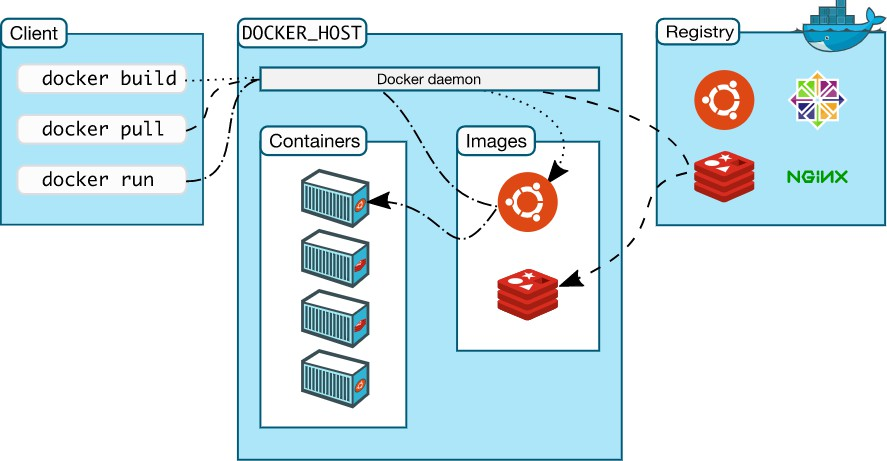 Client
docker build
docker pull
docker run
DOCKER_HOST
Docker daemon
Containers
Images
Registry
NGINX